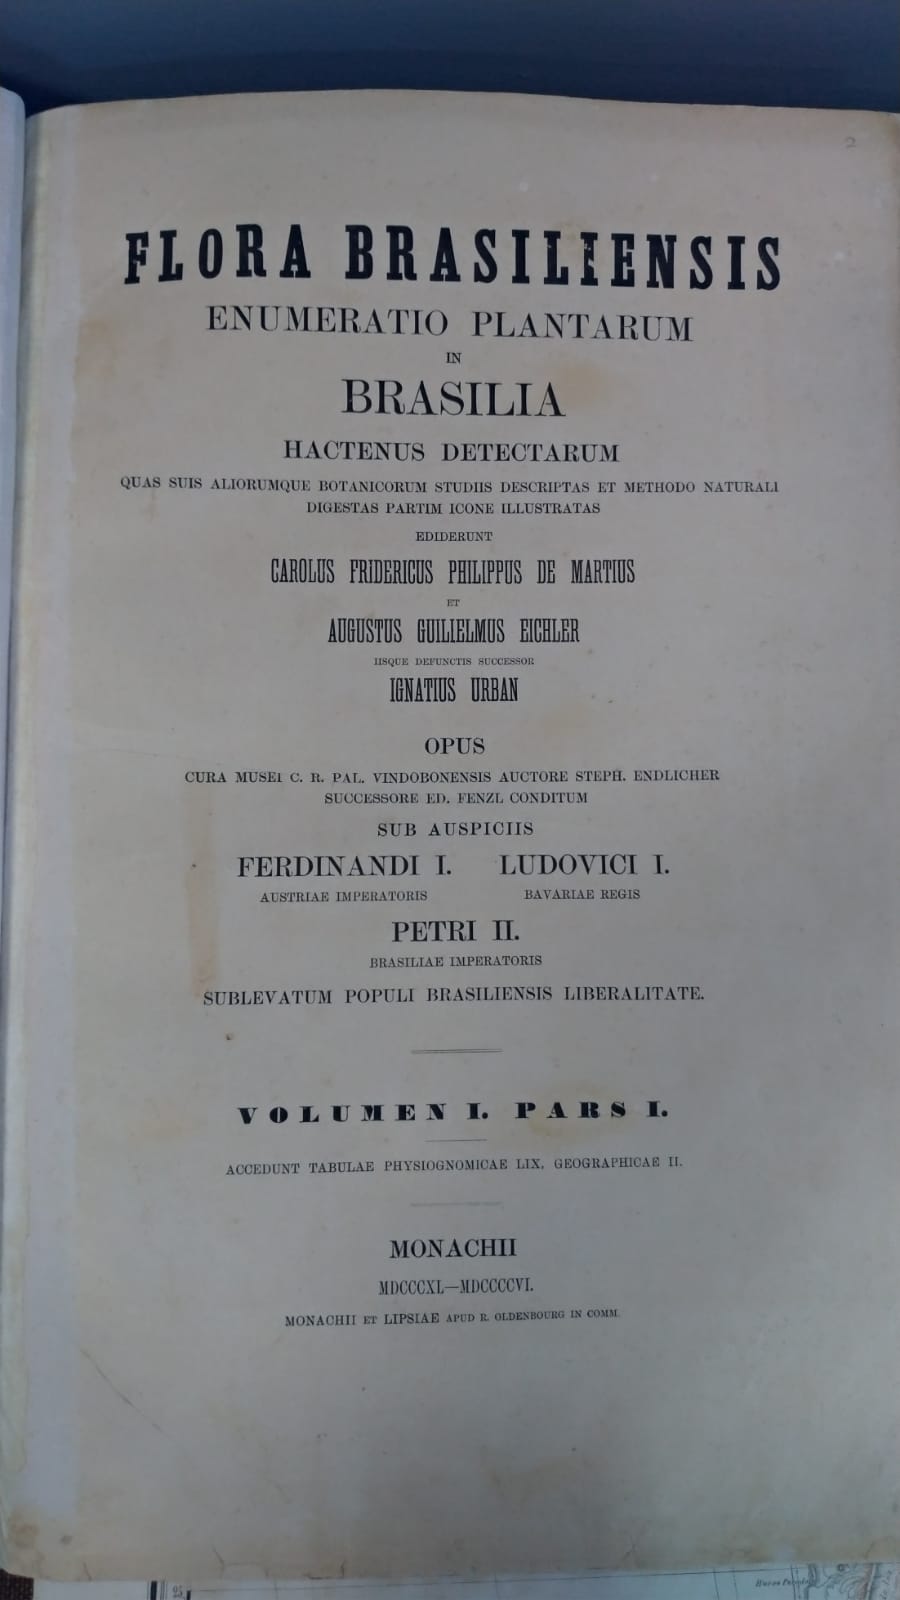 2
FLORA BRASILIENSIS
ENUMERATIO PLANTARUM
IN
BRASILIA
HACTENUS DETECTARUM
QUAS SUIS ALIORUMQUE BOTANICORUM STUDIIS DESCRIPTAS ET METHODO NATURALI
DIGESTAS PARTIM ICONE ILLUSTRATAS
EDIDERUNT
CAROLUS FRIDERICUS PHILIPPUS DE MARTIUS
ET
AUGUSTUS GUILIELMUS EICHLER
IISQUE DEFUNCTIS SUCCESSOR
IGNATIUS URBAN
OPUS
CURA MUSEI C. R. PAL. VINDOBONENSIS AUCTORE STEPH. ENDLICHER
SUCCESSORE ED. FENZL CONDITUM
SUB AUSPICIIS
FERDINANDI I. LUDOVICI I.
AUSTRIAE IMPERATORIS BAVARIAE REGIS
PETRI II.
BRASILIAE IMPERATORIS
SUBLEVATUM POPULI BRASILIENSIS LIBERALITATE.
VOLUMEN I. PARS I.
ACCEDUNT TABULAE PHYSIOGNOMICAE LIX, GEOGRAPHICAE II.
MONACHII
MDCCCXL—MDCCCCVI.
MONACHII ET LIPSIAE APUD R. OLDENBOURG IN COMM.
25